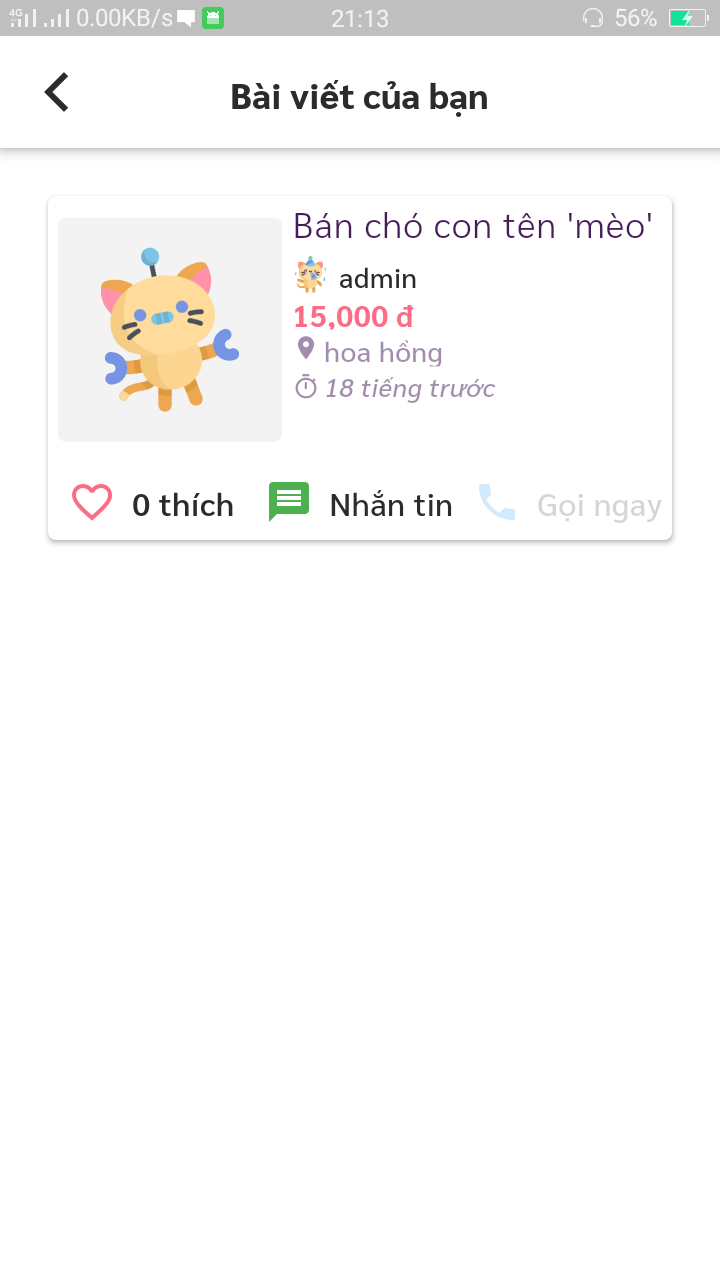 4G 0.00KB/s 21:13 56%
Bài viết của bạn
Bán chó con tên 'mèo'
admin
15,000 đ
hoa hồng
18 tiếng trước
0 thích Nhắn tin Gọi ngay